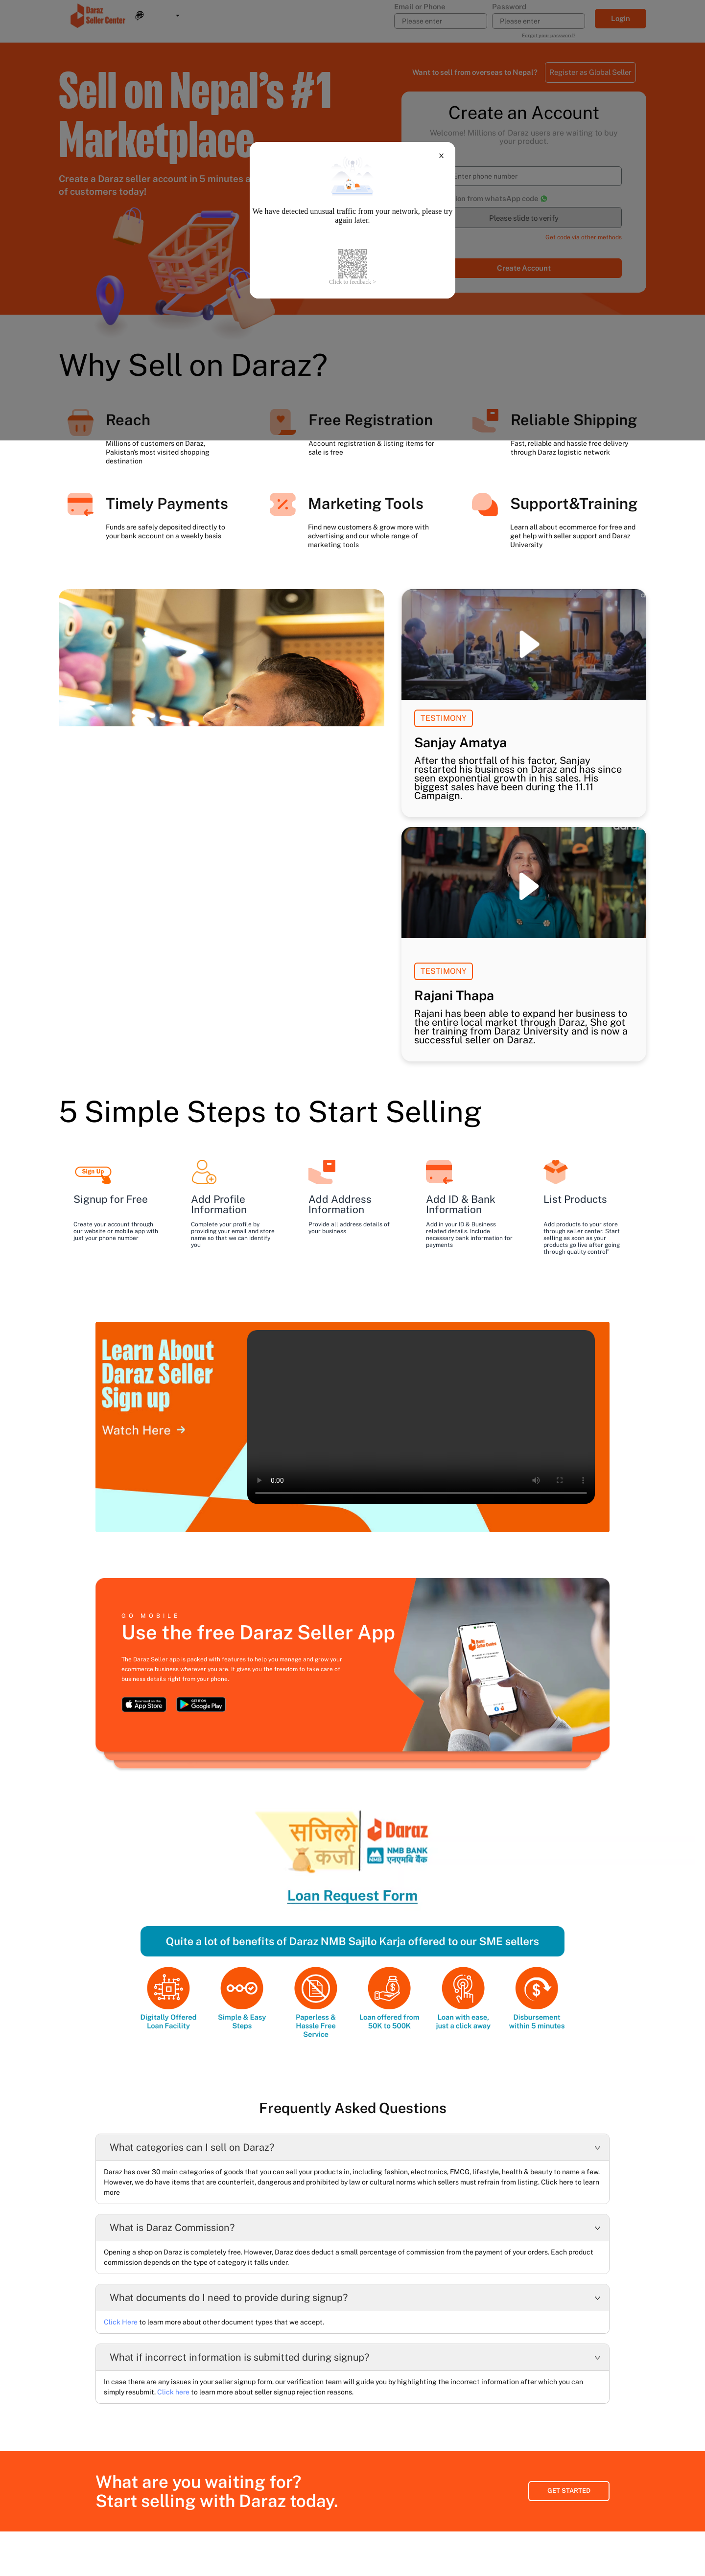 Daraz
Seller Center
Email or Phone
Password
Please enter
Please enter
Login
Forgot your password?
Sell on Nepal's #1
Marketplace
Create a Daraz seller account in 5 minutes a
of customers today!
Want to sell from overseas to Nepal?
Register as Global Seller
Create an Account
Welcome! Millions of Daraz users are waiting to buy
your product.
Enter phone number
ion from whatsApp code
Please slide to verify
Get code via other methods
Create Account
We have detected unusual traffic from your network, please try
again later.
Click to feedback >
Why Sell on Daraz?
Reach
Millions of customers on Daraz,
Pakistan's most visited shopping
destination
Free Registration
Account registration & listing items for
sale is free
Reliable Shipping
Fast, reliable and hassle free delivery
through Daraz logistic network
Timely Payments
Funds are safely deposited directly to
your bank account on a weekly basis
Marketing Tools
Find new customers & grow more with
advertising and our whole range of
marketing tools
Support&Training
Learn all about ecommerce for free and
get help with seller support and Daraz
University
TESTIMONY
Sanjay Amatya
After the shortfall of his factor, Sanjay
restarted his business on Daraz and has since
seen exponential growth in his sales. His
biggest sales have been during the 11.11
Campaign.
TESTIMONY
Rajani Thapa
Rajani has been able to expand her business to
the entire local market through Daraz, She got
her training from Daraz University and is now a
successful seller on Daraz.
5 Simple Steps to Start Selling
Sign Up
Signup for Free
Create your account through
our website or mobile app with
just your phone number
Add Profile
Information
Complete your profile by
providing your email and store
name so that we can identify
you
Add Address
Information
Provide all address details of
your business
Add ID & Bank
Information
Add in your ID & Business
related details. Include
necessary bank information for
payments
List Products
Add products to your store
through seller center. Start
selling as soon as your
products go live after going
through quality control"
Learn About
Daraz Seller
Sign up
Watch Here →
0:00
GO MOBILE
Use the free Daraz Seller App
The Daraz Seller app is packed with features to help you manage and grow your
ecommerce business wherever you are. It gives you the freedom to take care of
business details right from your phone.
Download on the
App Store
GET IT ON
Google Play
Daraz
Seller Centre
सजिलो
कर्जा
Daraz
NMB BANK
एनएमबि बैंक
Loan Request Form
Quite a lot of benefits of Daraz NMB Sajilo Karja offered to our SME sellers
Digitally Offered
Loan Facility
Simple & Easy
Steps
Paperless &
Hassle Free
Service
Loan offered from
50K to 500K
Loan with ease,
just a click away
Disbursement
within 5 minutes
Frequently Asked Questions
What categories can I sell on Daraz?
Daraz has over 30 main categories of goods that you can sell your products in, including fashion, electronics, FMCG, lifestyle, health & beauty to name a few.
However, we do have items that are counterfeit, dangerous and prohibited by law or cultural norms which sellers must refrain from listing. Click here to learn
more
What is Daraz Commission?
Opening a shop on Daraz is completely free. However, Daraz does deduct a small percentage of commission from the payment of your orders. Each product
commission depends on the type of category it falls under.
What documents do I need to provide during signup?
Click Here to learn more about other document types that we accept.
What if incorrect information is submitted during signup?
In case there are any issues in your seller signup form, our verification team will guide you by highlighting the incorrect information after which you can
simply resubmit. Click here to learn more about seller signup rejection reasons.
What are you waiting for?
Start selling with Daraz today.
GET STARTED